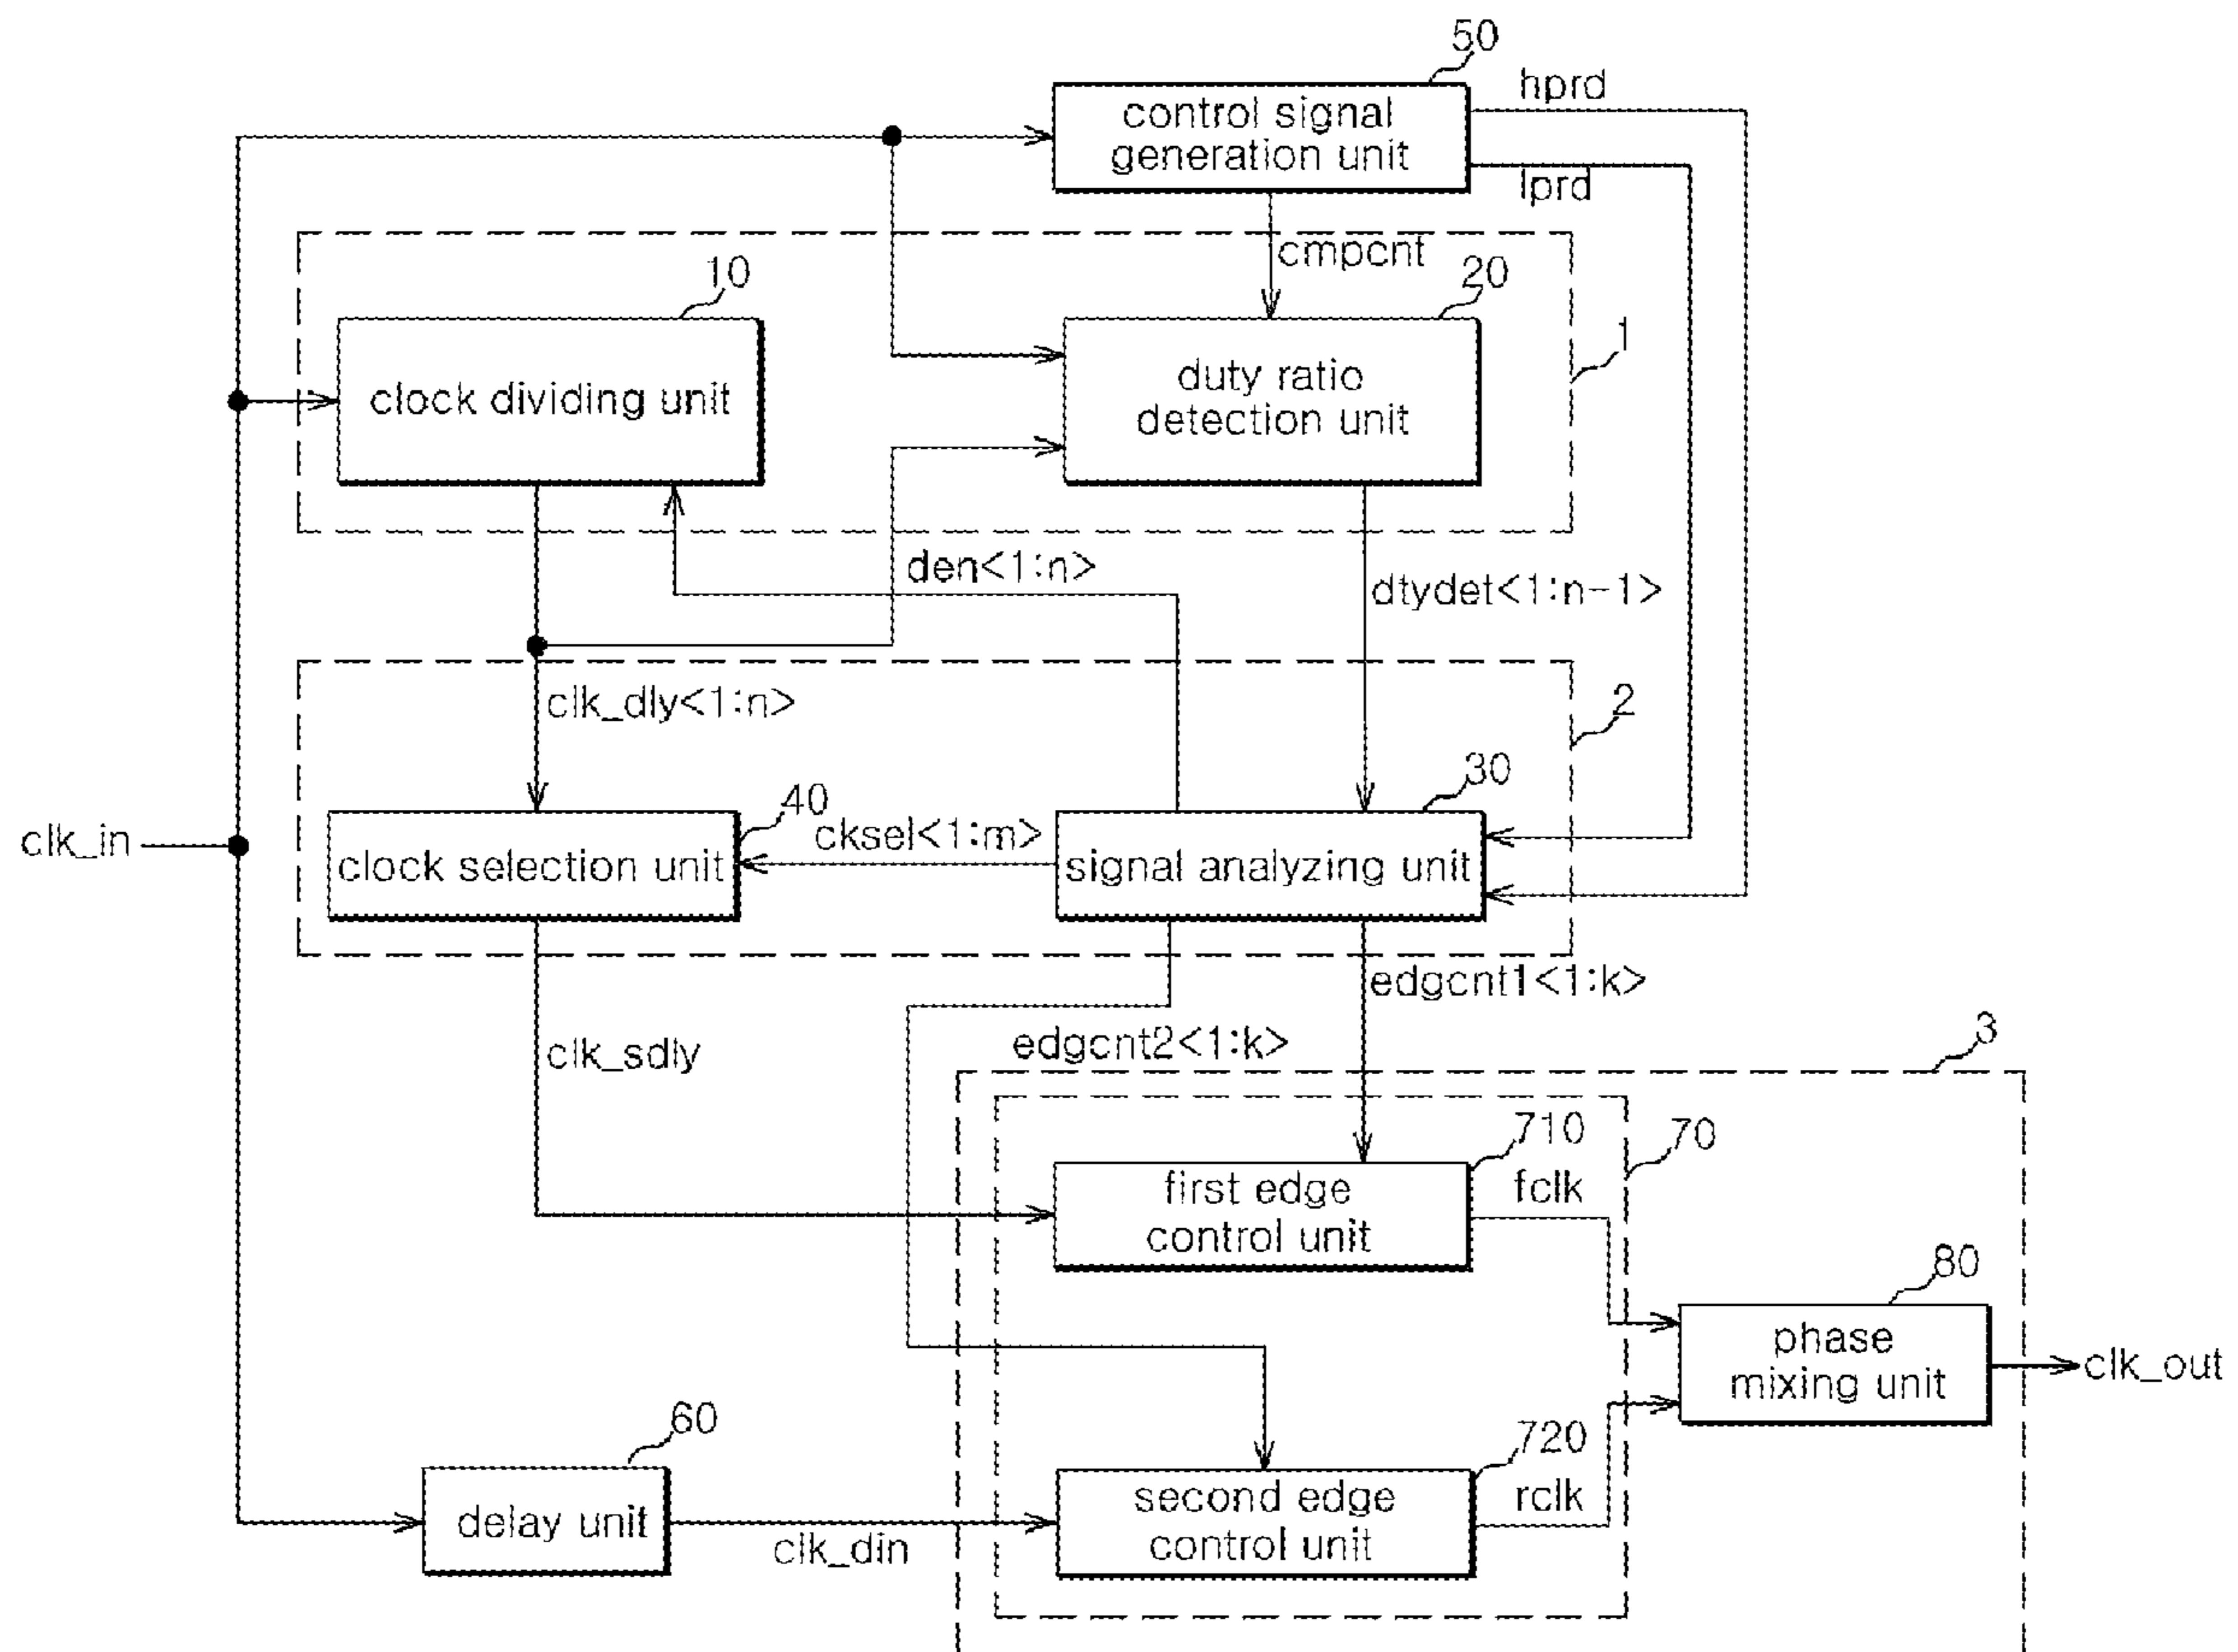 50
hprd
control signal
generation unit
lprd
cmpcnt
10
20
1
clock dividing unit
duty ratio
detection unit
den<1:n>
dtydet<1:n-1>
clk_dly<1:n>
2
30
40
cksel<1:m>
clk_in
clock selection unit
signal analyzing unit
edgcnt1<1:k>
edgcnt2<1:k>
clk_sdly
3
710
70
first edge
control unit
fclk
80
phase
mixing unit
clk_out
60
720
delay unit
clk_din
second edge
control unit
rclk